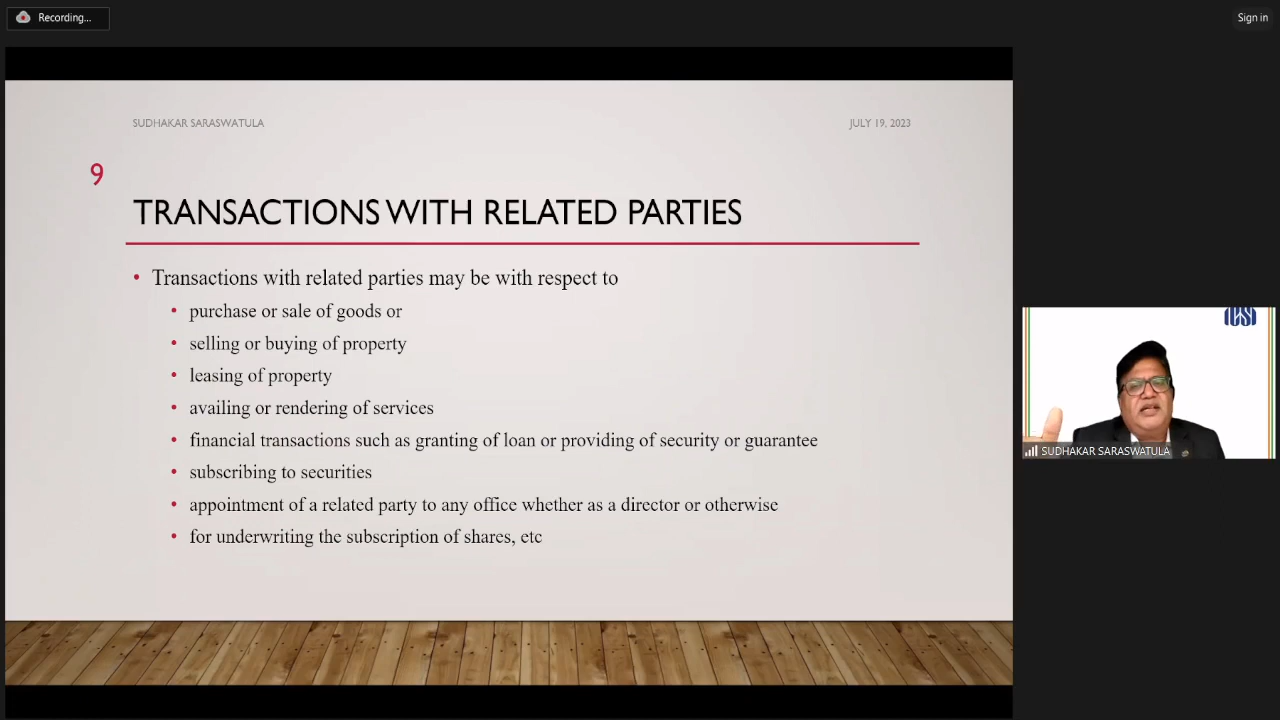 Recording...
Sign in
SUDHAKAR SARASWATULA
JULY 19, 2023
9
TRANSACTIONS WITH RELATED PARTIES
• Transactions with related parties may be with respect to
• purchase or sale of goods or
• selling or buying of property
• leasing of property
• availing or rendering of services
• financial transactions such as granting of loan or providing of security or guarantee
• subscribing to securities
• appointment of a related party to any office whether as a director or otherwise
• for underwriting the subscription of shares, etc
ICSI
SUDHAKAR SARASWATULA